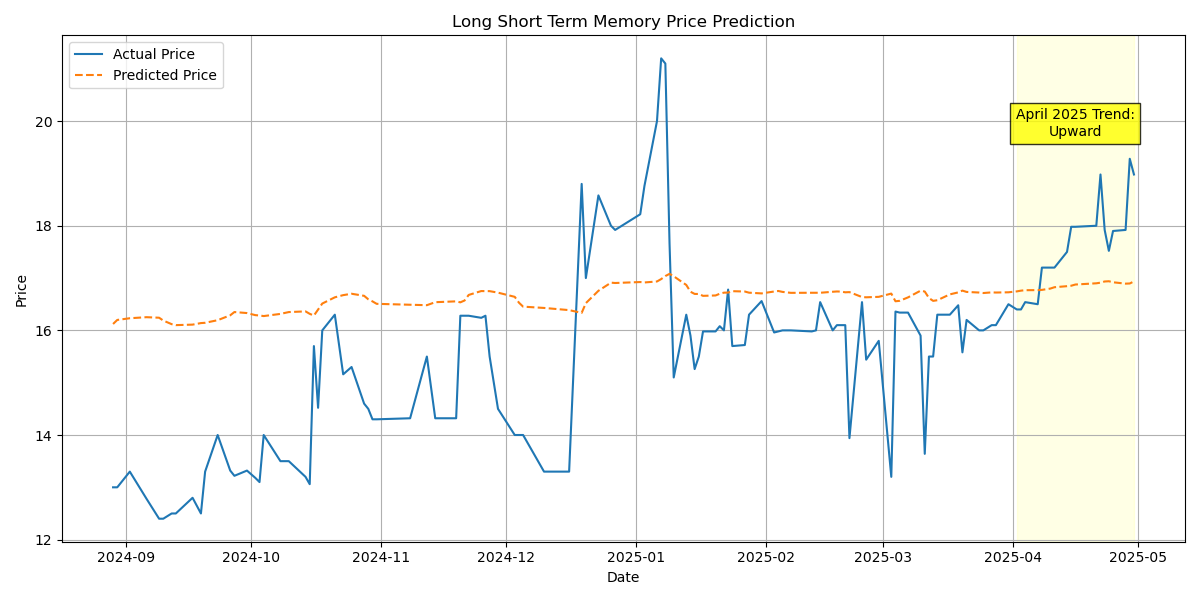 Long Short Term Memory Price Prediction
Actual Price
Predicted Price
April 2025 Trend:
Upward
Price
20
18
16
14
12
2024-09 2024-10 2024-11 2024-12 2025-01 2025-02 2025-03 2025-04 2025-05
Date